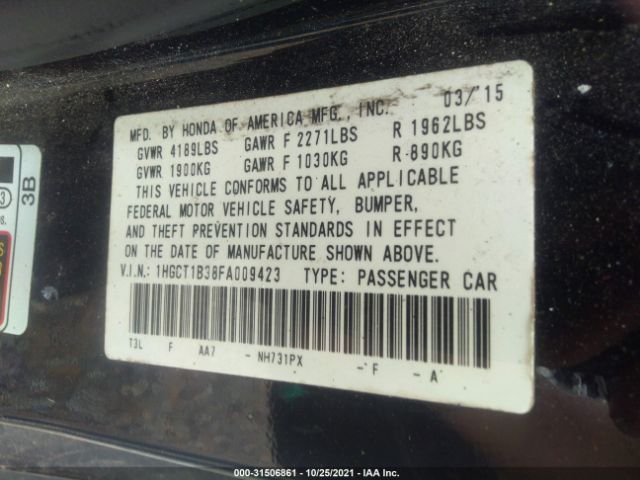 MFD. BY HONDA OF AMERICA MFG., INC. 03/'15
GVWR 4189LBS GAWR F 2271LBS R 1962LBS
GVWR 1900KG GAWR F 1030KG R 890KG
THIS VEHICLE CONFORMS TO ALL APPLICABLE
FEDERAL MOTOR VEHICLE SAFETY, BUMPER,
AND THEFT PREVENTION STANDARDS IN EFFECT
ON THE DATE OF MANUFACTURE SHOWN ABOVE.
V.I.N.: 1HGCT1B38FA009423 TYPE: PASSENGER CAR
T3L F AA7 - NH731PX - F - A
3B
3
000-31506861 - 10/25/2021 - IAA Inc.